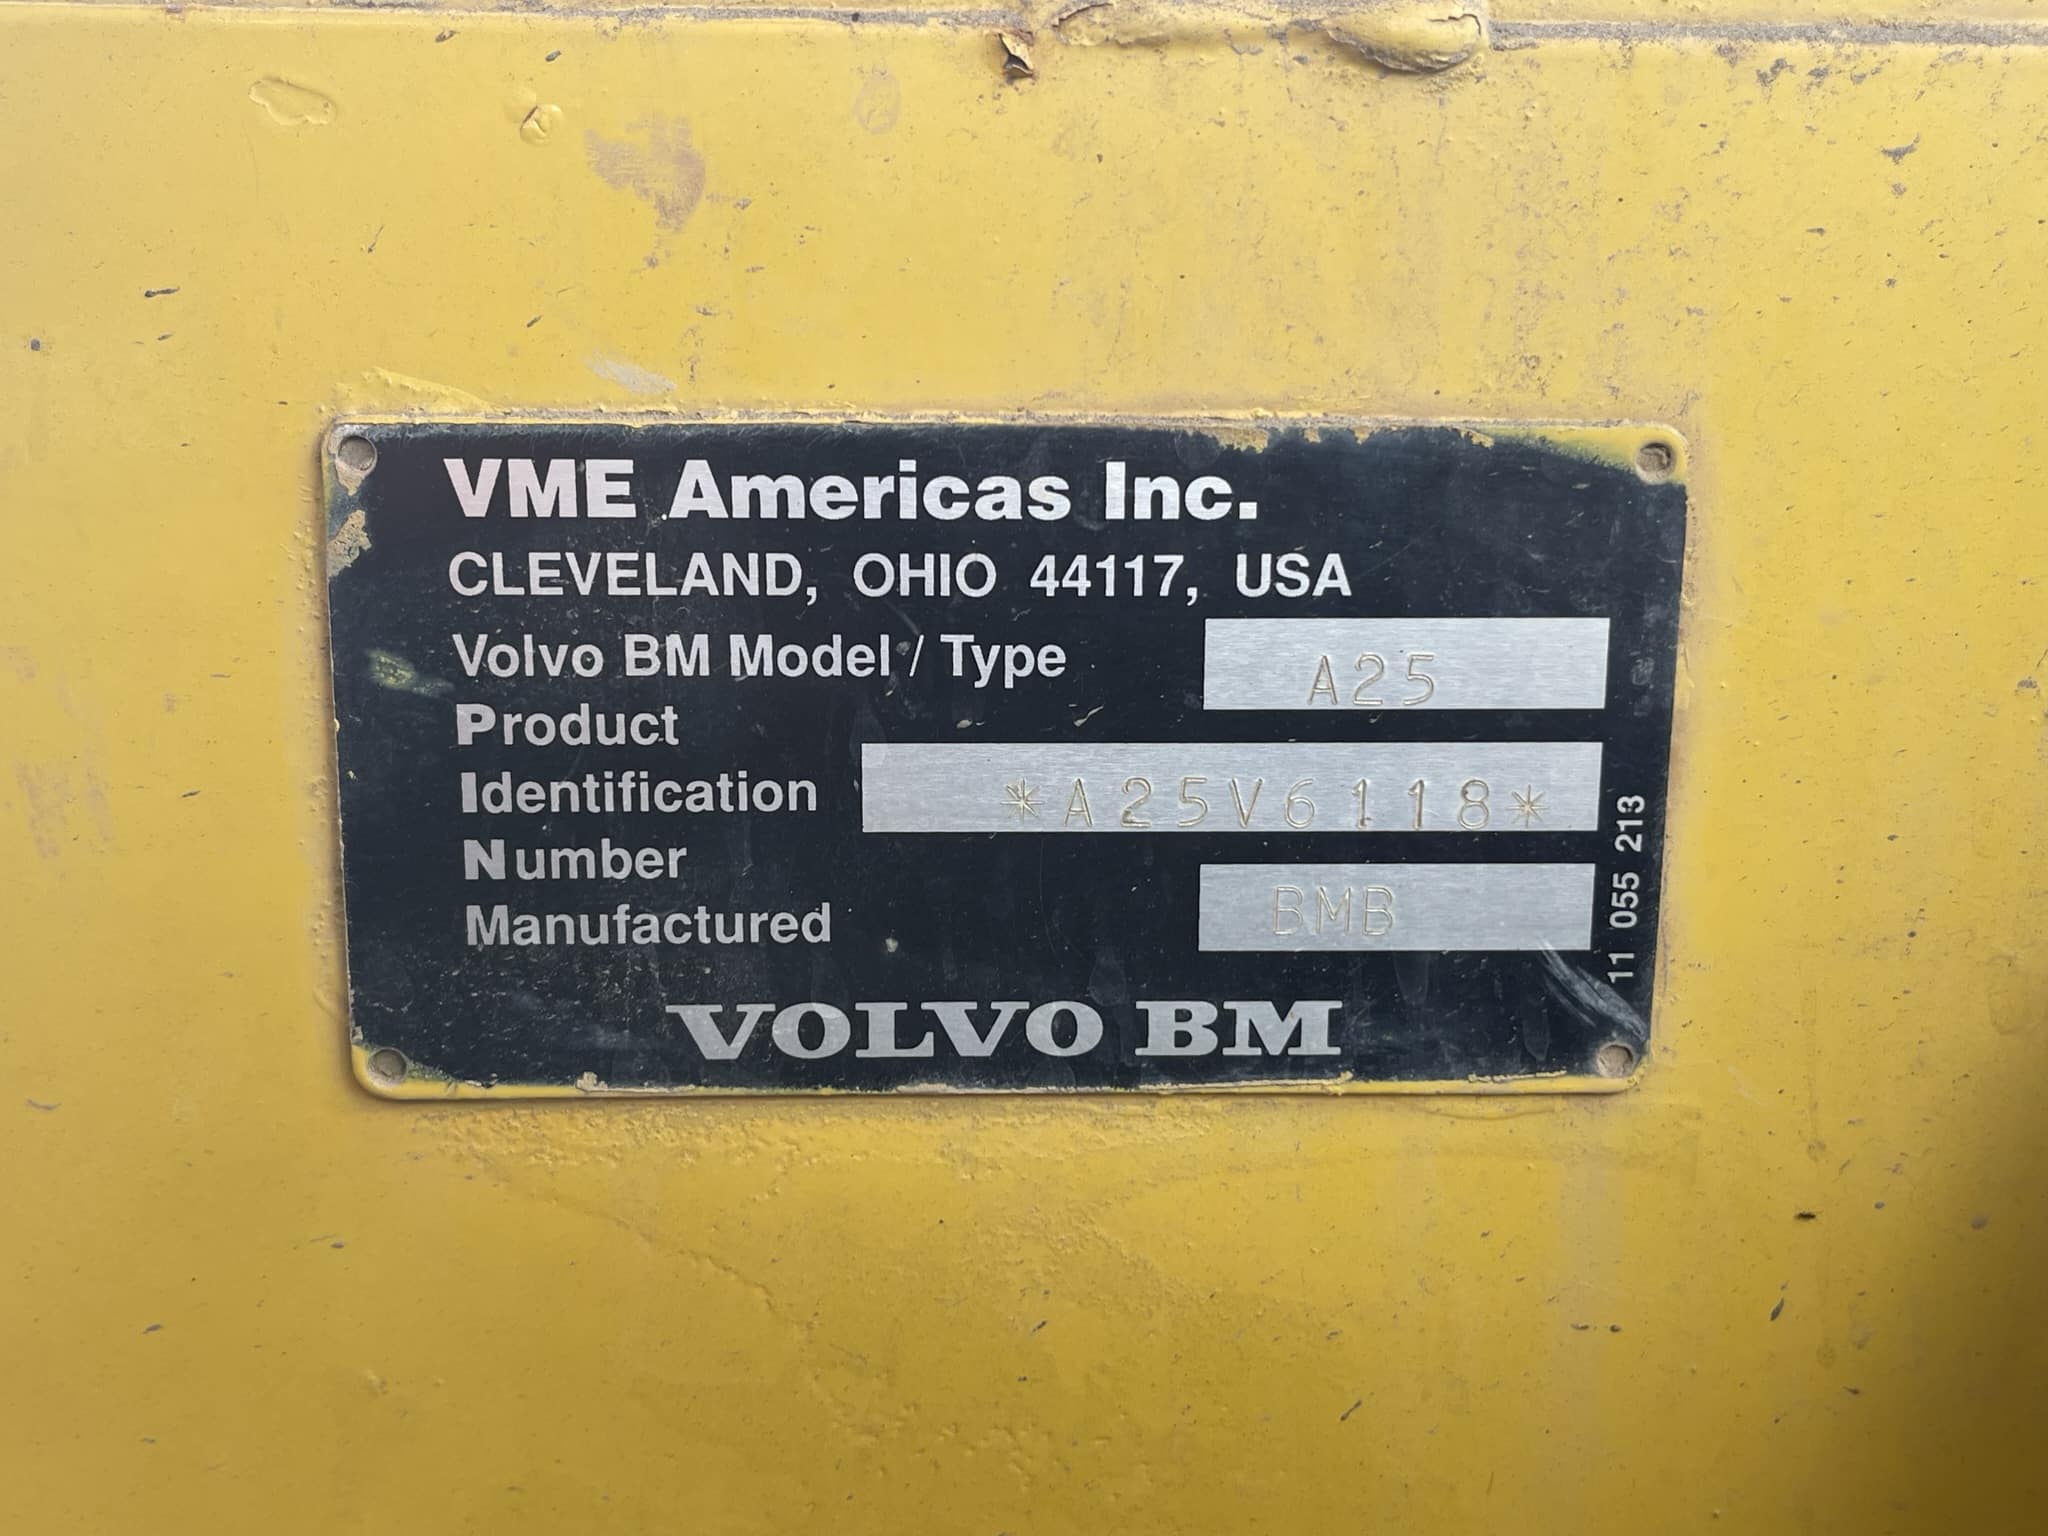 VME Americas Inc.
CLEVELAND, OHIO 44117, USA
Volvo BM Model / Type A25
Product
Identification *A25V6118*
Number
Manufactured BMB
VOLVO BM
11 055 213